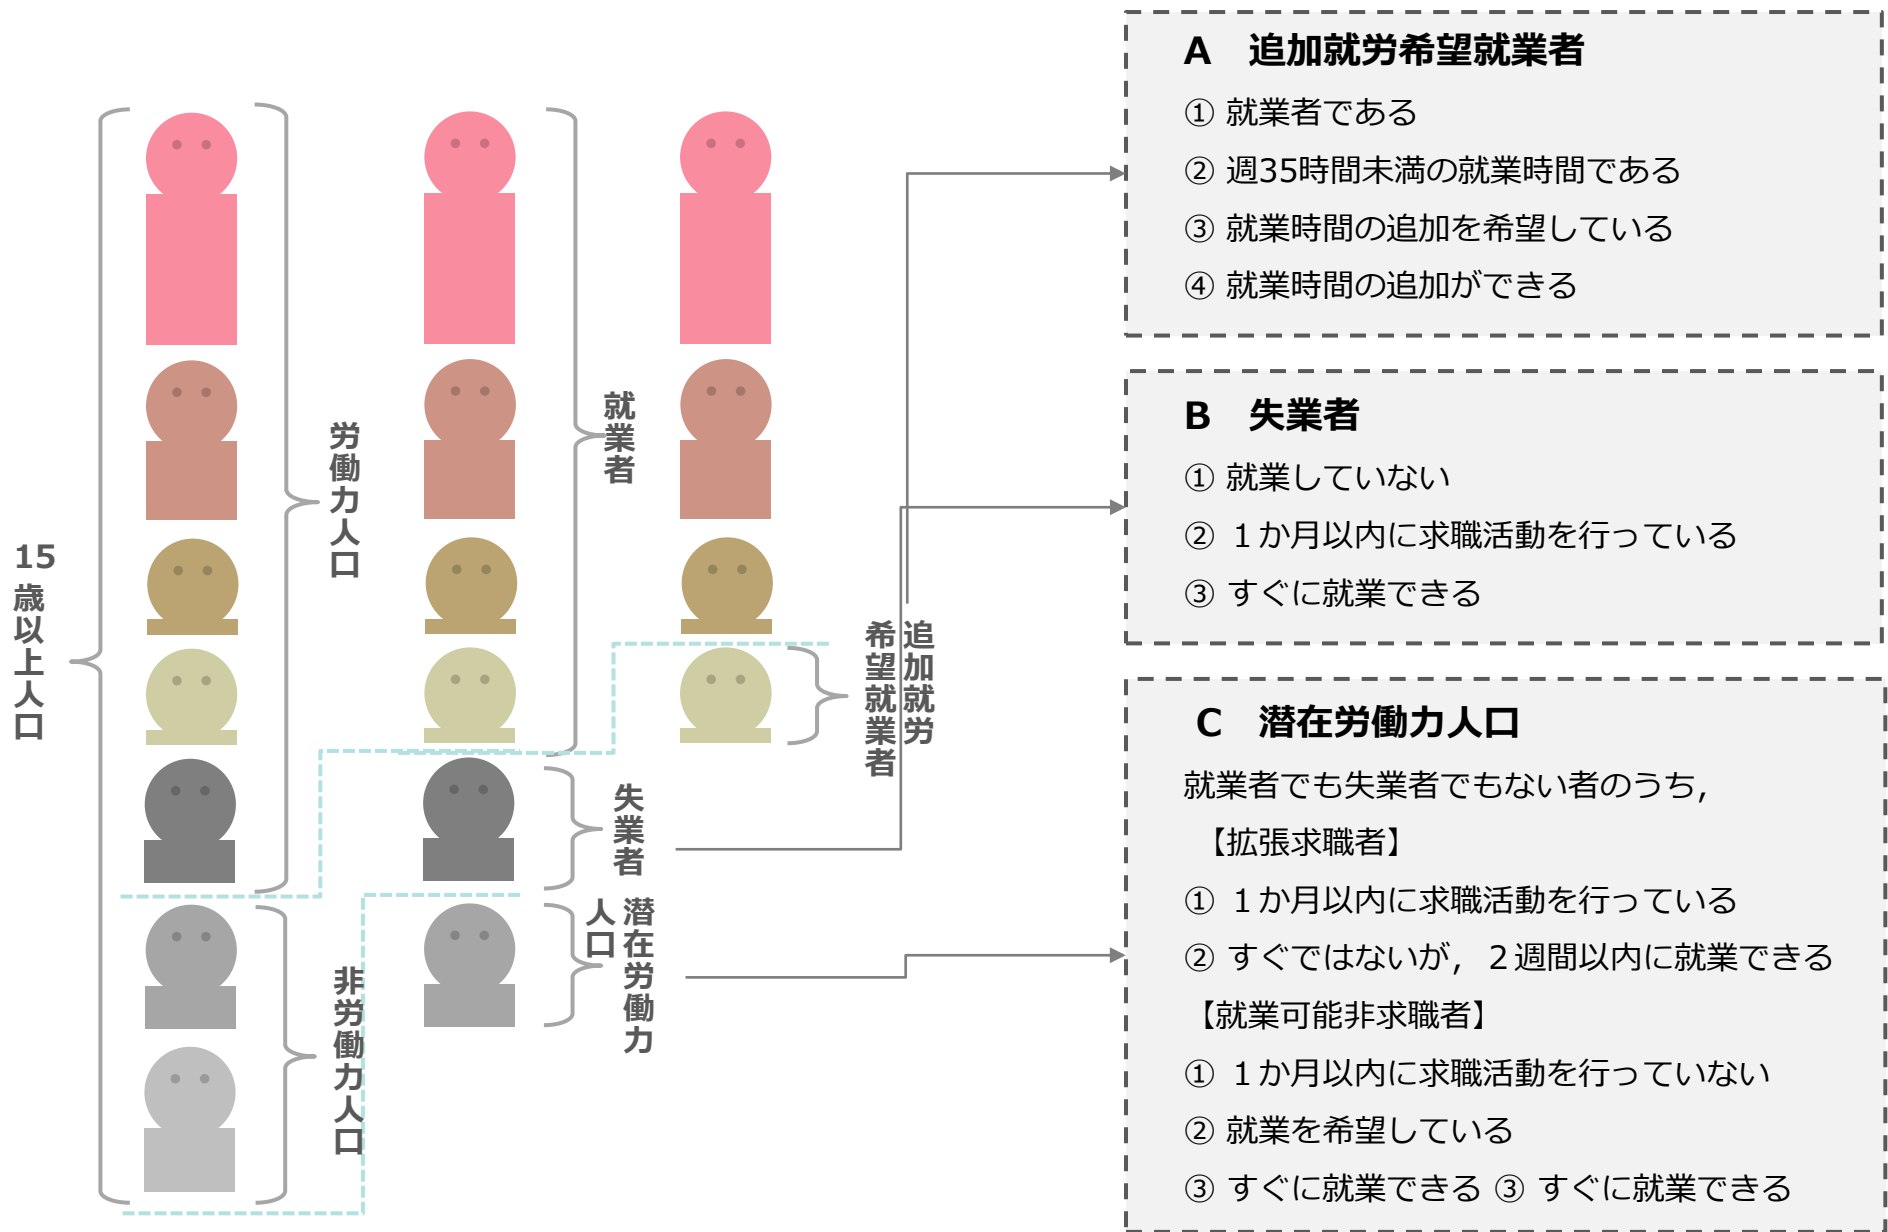 15
歳以上人口
労働力人口
非労働力人口
就業者
失業者
潜在労働力
人口
追加就労
希望就業者
A　追加就労希望就業者
① 就業者である
② 週35時間未満の就業時間である
③ 就業時間の追加を希望している
④ 就業時間の追加ができる
B　失業者
① 就業していない
② １か月以内に求職活動を行っている
③ すぐに就業できる
C　潜在労働力人口
就業者でも失業者でもない者のうち，
【拡張求職者】
① １か月以内に求職活動を行っている
② すぐではないが，２週間以内に就業できる
【就業可能非求職者】
① １か月以内に求職活動を行っていない
② 就業を希望している
③ すぐに就業できる ③ すぐに就業できる